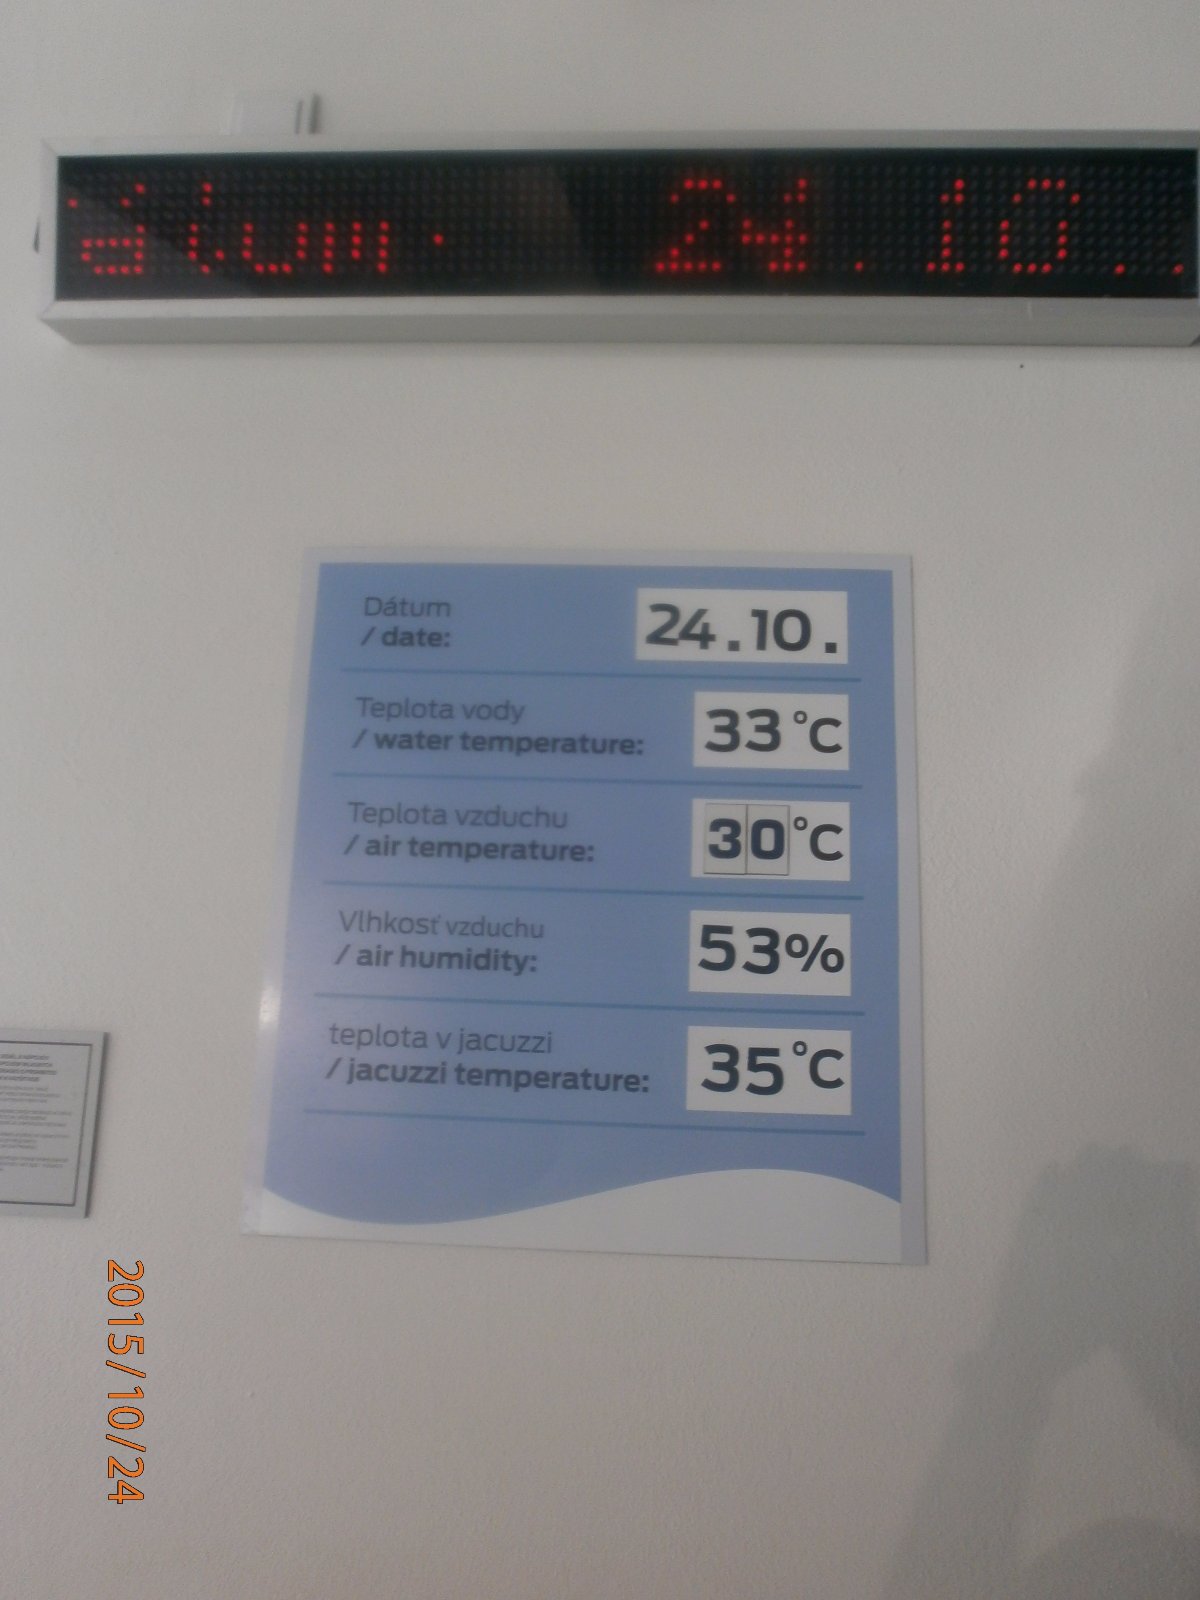 átum: 24.10.
Dátum
/ date:
24.10.
Teplota vody
/ water temperature:
33°C
Teplota vzduchu
/ air temperature:
30°C
Vlhkosť vzduchu
/ air humidity:
53%
teplota v jacuzzi
/ jacuzzi temperature:
35°C
2015/10/24